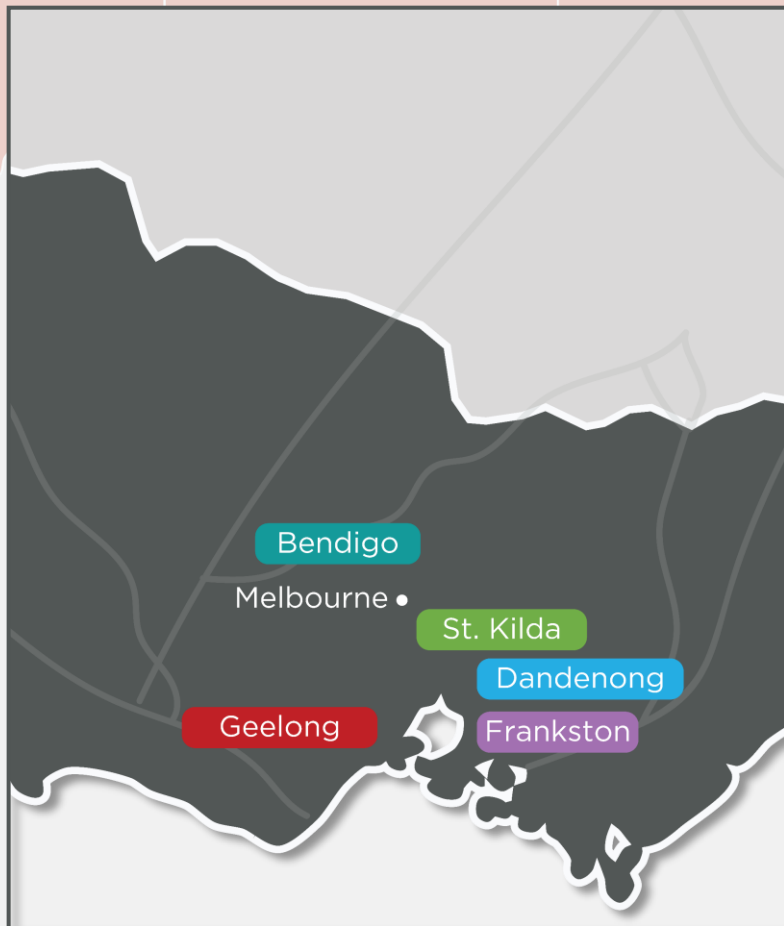 Bendigo
Melbourne
St. Kilda
Dandenong
Geelong
Frankston